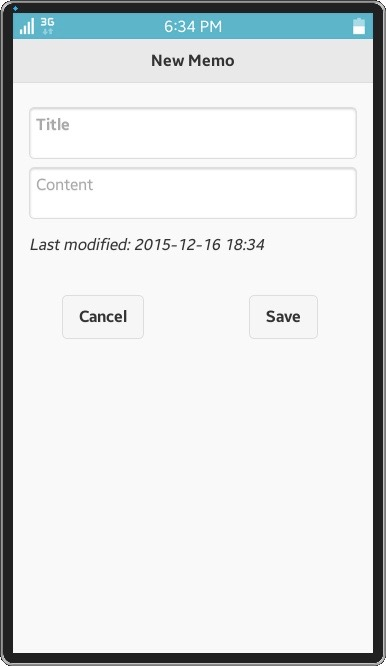 3G
6:34 PM
New Memo
Title
Content
Last modified: 2015-12-16 18:34
Cancel Save